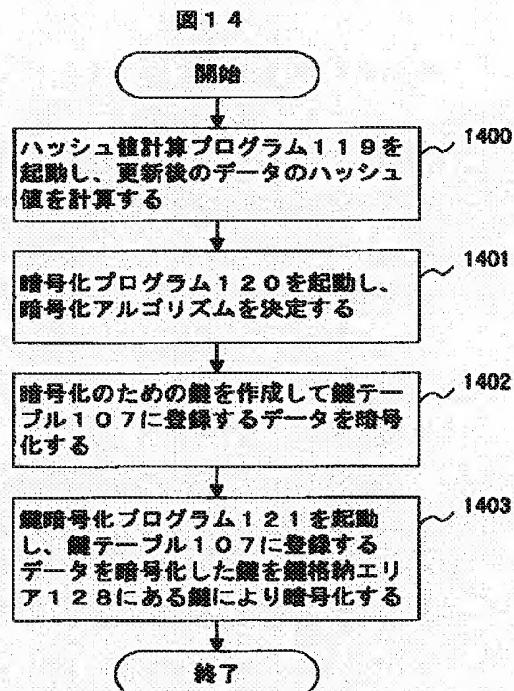 図１４
開始
ハッシュ値計算プログラム１１９を
起動し、更新後のデータのハッシュ
値を計算する
1400
暗号化プログラム１２０を起動し、
暗号化アルゴリズムを決定する
1401
暗号化のための鍵を作成して鍵テー
ブル１０７に登録するデータを暗号
化する
1402
鍵暗号化プログラム１２１を起動
し、鍵テーブル１０７に登録する
データを暗号化した鍵を鍵格納エリ
ア１２８にある鍵により暗号化する
1403
終了